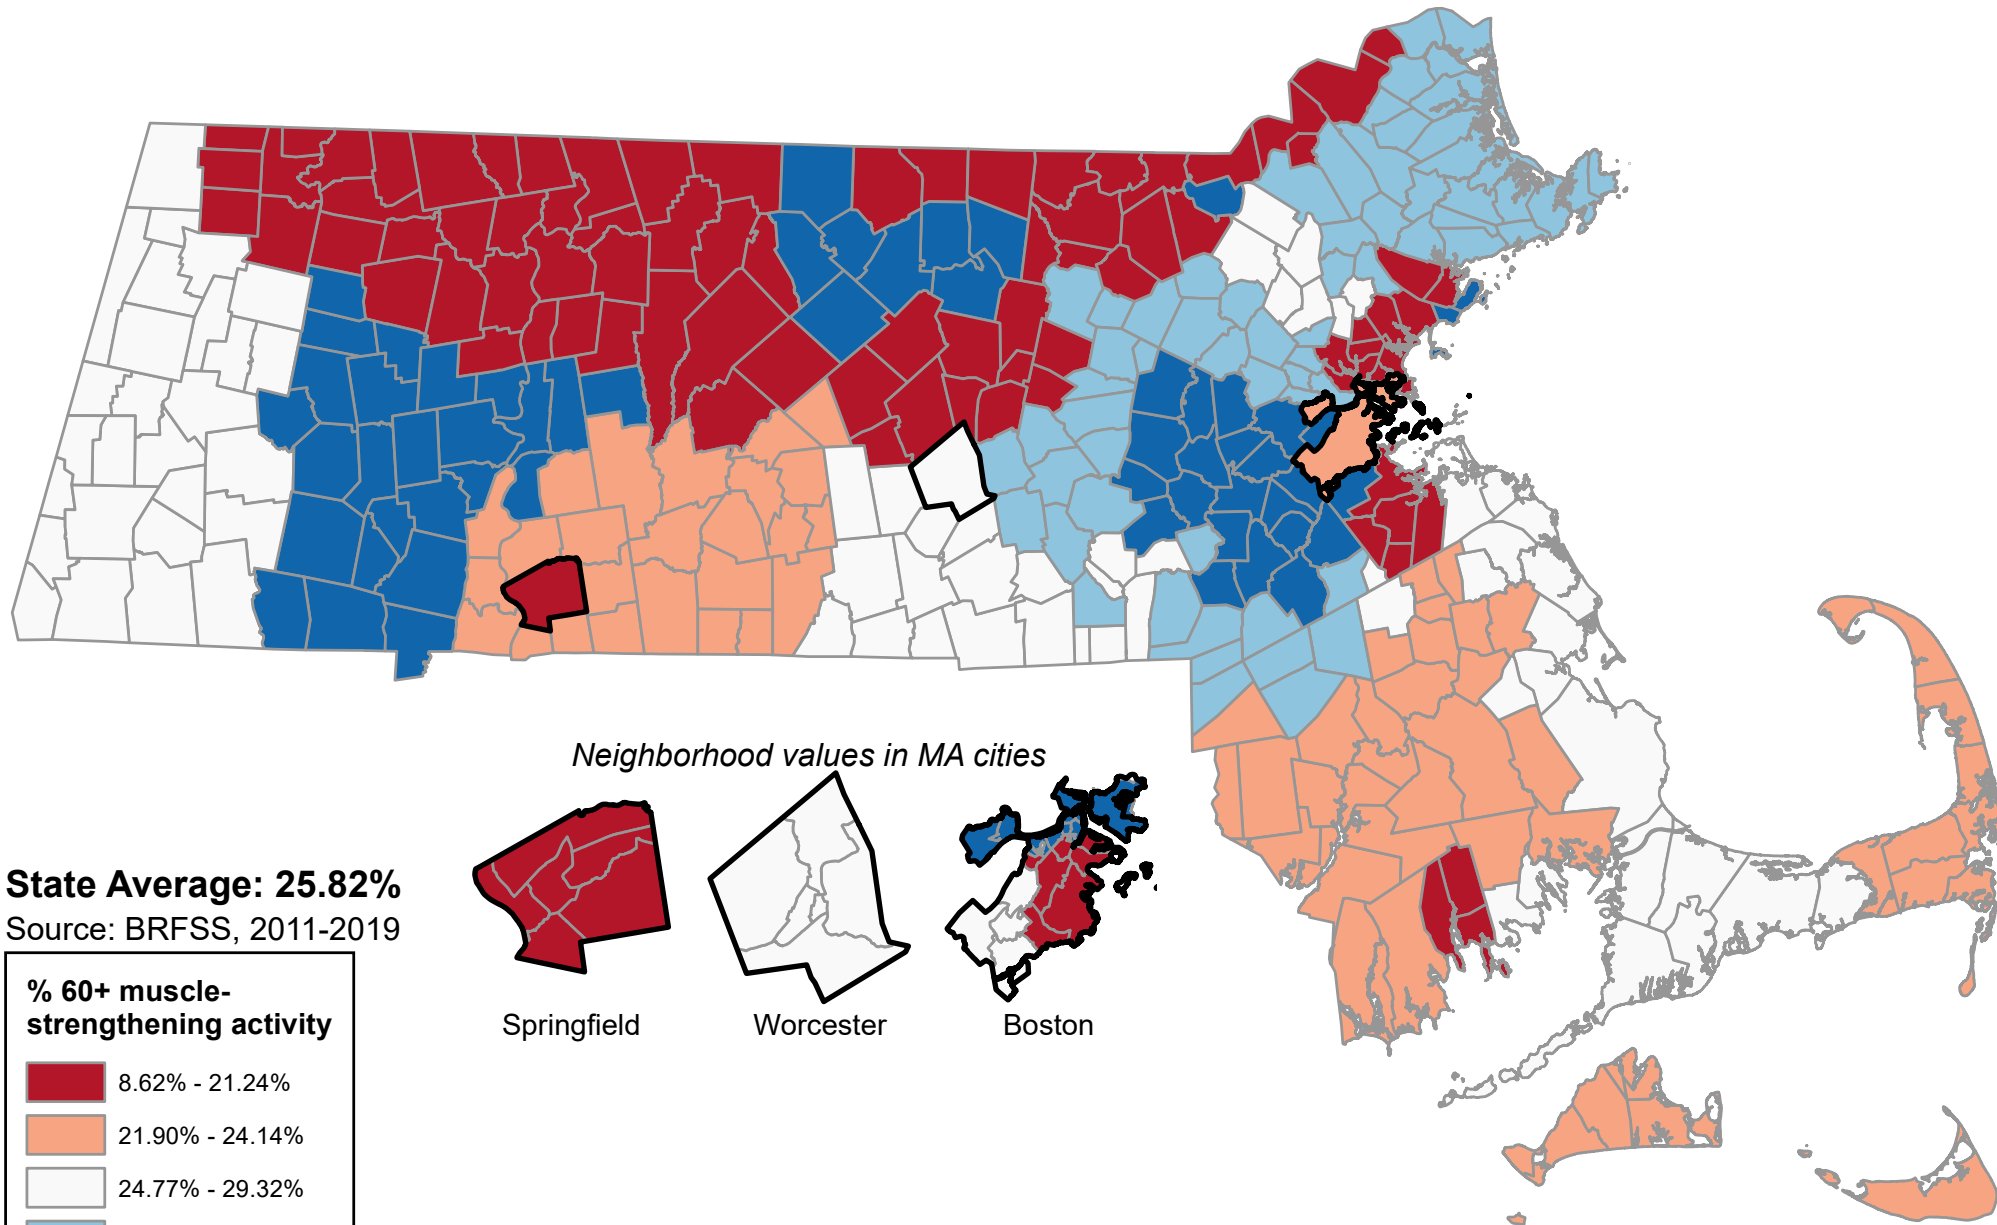 Neighborhood values in MA cities
Springfield
Worcester
Boston
State Average: 25.82%
Source: BRFSS, 2011-2019
% 60+ muscle-
strengthening activity
8.62% - 21.24%
21.90% - 24.14%
24.77% - 29.32%